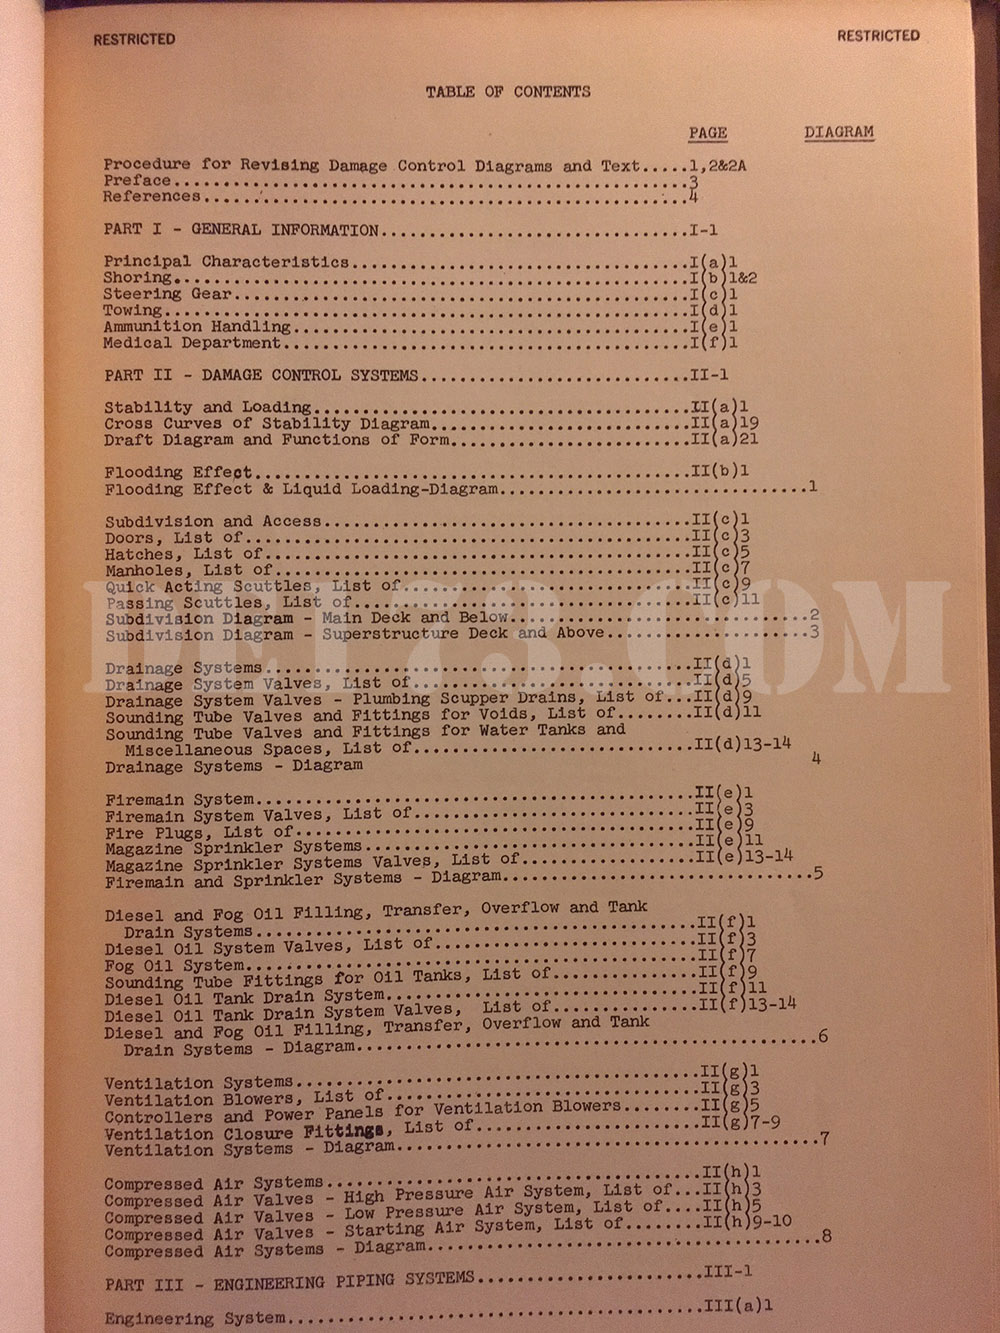 RESTRICTED RESTRICTED
TABLE OF CONTENTS
PAGE DIAGRAM
Procedure for Revising Damage Control Diagrams and Text.....1,2&2A
Preface....................................................3
References.................................................4
PART I - GENERAL INFORMATION...............................I-1
Principal Characteristics..................................I(a)1
Shoring....................................................I(b)1&2
Steering Gear..............................................I(c)1
Towing.....................................................I(d)1
Ammunition Handling........................................I(e)1
Medical Department.........................................I(f)1
PART II - DAMAGE CONTROL SYSTEMS...........................II-1
Stability and Loading......................................II(a)1
Cross Curves of Stability Diagram..........................II(a)19
Draft Diagram and Functions of Form........................II(a)21
Flooding Effect............................................II(b)1
Flooding Effect & Liquid Loading-Diagram...............................1
Subdivision and Access.....................................II(c)1
Doors, List of.............................................II(c)3
Hatches, List of...........................................II(c)5
Manholes, List of..........................................II(c)7
Quick Acting Scuttles, List of.............................II(c)9
Passing Scuttles, List of..................................II(c)11
Subdivision Diagram - Main Deck and Below..............................2
Subdivision Diagram - Superstructure Deck and Above....................3
DE173.COM
Drainage Systems...........................................II(d)1
Drainage System Valves, List of............................II(d)5
Drainage System Valves - Plumbing Scupper Drains, List of...II(d)9
Sounding Tube Valves and Fittings for Voids, List of........II(d)11
Sounding Tube Valves and Fittings for Water Tanks and
Miscellaneous Spaces, List of............................II(d)13-14
Drainage Systems - Diagram 4
Firemain System............................................II(e)1
Firemain System Valves, List of............................II(e)3
Fire Plugs, List of........................................II(e)9
Magazine Sprinkler Systems.................................II(e)11
Magazine Sprinkler Systems Valves, List of.................II(e)13-14
Firemain and Sprinkler Systems - Diagram...............................5
Diesel and Fog Oil Filling, Transfer, Overflow and Tank
Drain Systems............................................II(f)1
Diesel Oil System Valves, List of..........................II(f)3
Fog Oil System.............................................II(f)7
Sounding Tube Fittings for Oil Tanks, List of..............II(f)9
Diesel Oil Tank Drain System...............................II(f)11
Diesel Oil Tank Drain System Valves, List of..............II(f)13-14
Diesel and Fog Oil Filling, Transfer, Overflow and Tank
Drain Systems - Diagram..............................................6
Ventilation Systems........................................II(g)1
Ventilation Blowers, List of...............................II(g)3
Controllers and Power Panels for Ventilation Blowers........II(g)5
Ventilation Closure Fittings, List of......................II(g)7-9
Ventilation Systems - Diagram..........................................7
Compressed Air Systems.....................................II(h)1
Compressed Air Valves - High Pressure Air System, List of...II(h)3
Compressed Air Valves - Low Pressure Air System, List of....II(h)5
Compressed Air Valves - Starting Air System, List of........II(h)9-10
Compressed Air Systems - Diagram.......................................8
PART III - ENGINEERING PIPING SYSTEMS.......................III-1
Engineering System.........................................III(a)1